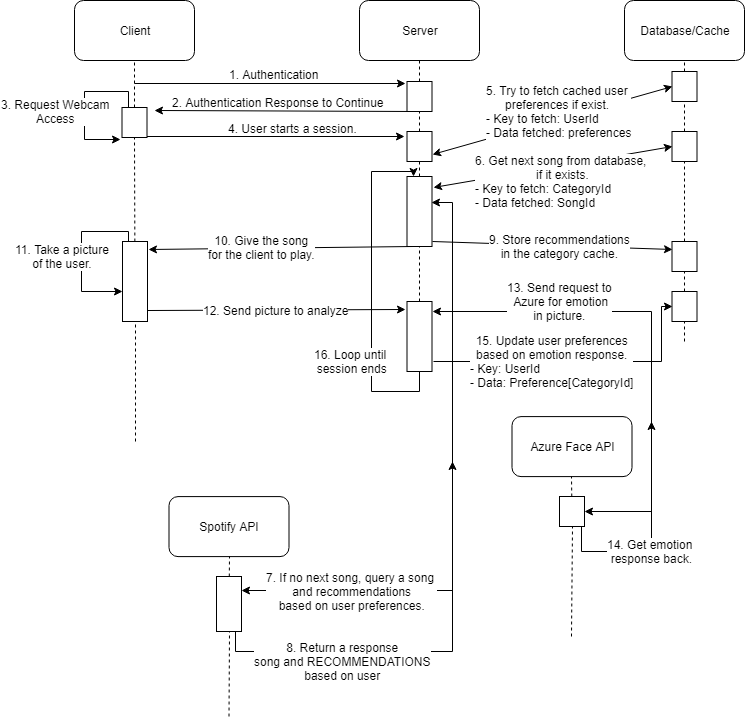 Client
Server
Database/Cache
1. Authentication
2. Authentication Response to Continue
3. Request Webcam
Access
4. User starts a session.
5. Try to fetch cached user
preferences if exist.
- Key to fetch: UserId
- Data fetched: preferences
6. Get next song from database,
if it exists.
- Key to fetch: CategoryId
- Data fetched: SongId
10. Give the song
for the client to play.
9. Store recommendations
in the category cache.
11. Take a picture
of the user.
12. Send picture to analyze
13. Send request to
Azure for emotion
in picture.
15. Update user preferences
based on emotion response.
- Key: UserId
- Data: Preference[CategoryId]
16. Loop until
session ends
Azure Face API
Spotify API
14. Get emotion
response back.
7. If no next song, query a song
and recommendations
based on user preferences.
8. Return a response
song and RECOMMENDATIONS
based on user